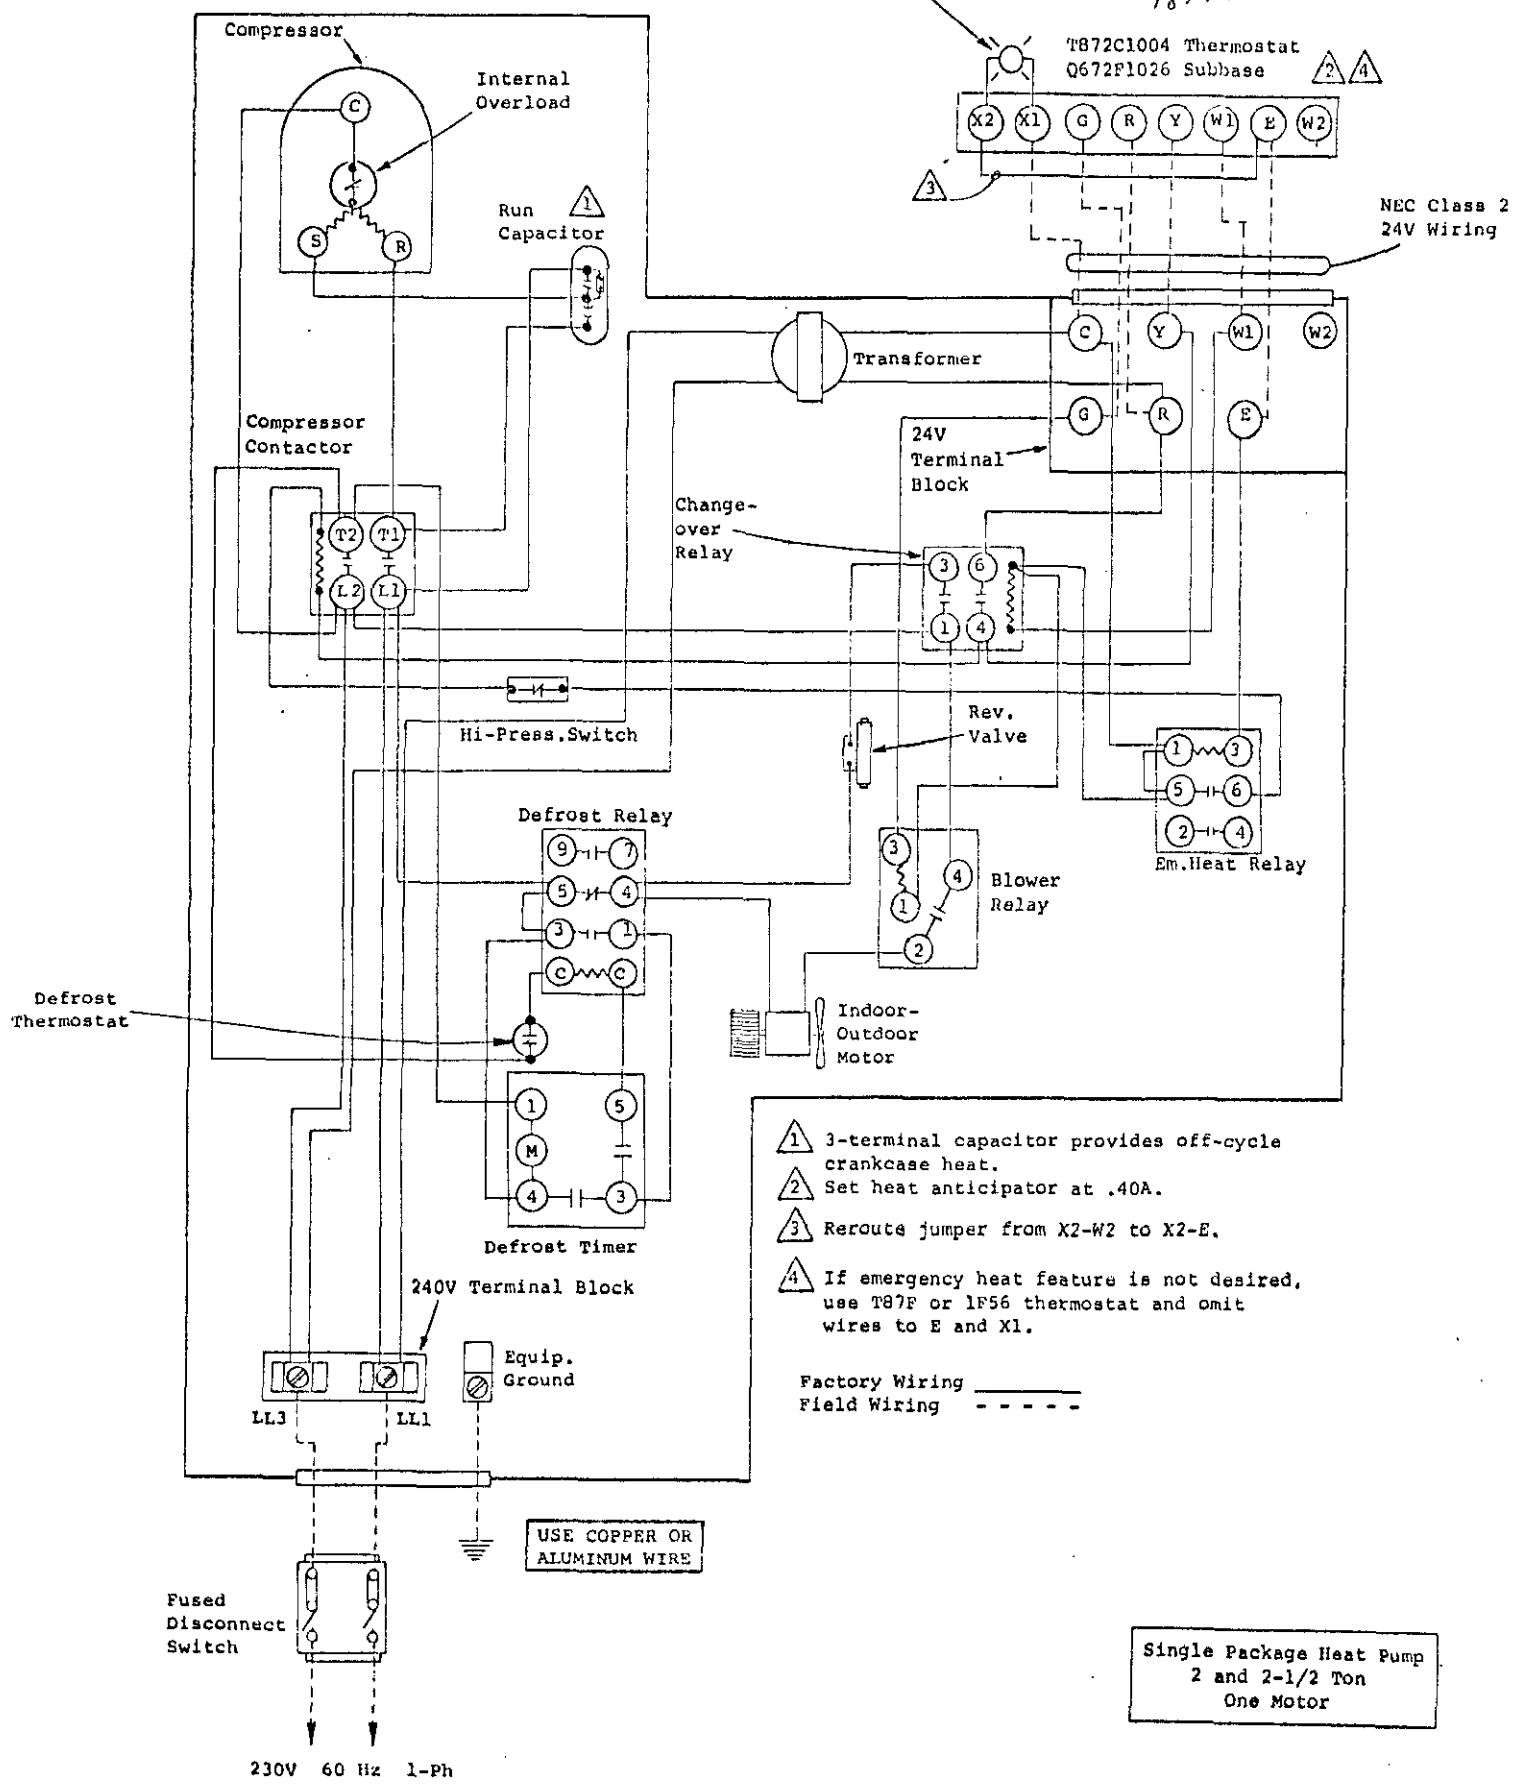 Compressor
Internal
Overload
C
S
R
Run
Capacitor
1
T872C1004 Thermostat
Q672F1026 Subbase
2
4
X2
X1
G
R
Y
W1
E
W2
3
NEC Class 2
24V Wiring
C
Y
W1
W2
G
R
E
Transformer
24V
Terminal
Block
Compressor
Contactor
T2
T1
L2
L1
Change-
over
Relay
3
6
1
4
Hi-Press.Switch
Rev.
Valve
1
3
5
6
2
4
Em.Heat Relay
Defrost Relay
9
7
5
4
3
1
C
C
3
4
1
2
Blower
Relay
Defrost
Thermostat
Indoor-
Outdoor
Motor
1
5
M
4
3
Defrost Timer
1 3-terminal capacitor provides off-cycle
crankcase heat.
2 Set heat anticipator at .40A.
3 Reroute jumper from X2-W2 to X2-E.
4 If emergency heat feature is not desired,
use T87F or 1F56 thermostat and omit
wires to E and X1.
240V Terminal Block
Equip.
Ground
LL3
LL1
Factory Wiring
Field Wiring
USE COPPER OR
ALUMINUM WIRE
Fused
Disconnect
Switch
Single Package Heat Pump
2 and 2-1/2 Ton
One Motor
230V 60 Hz 1-Ph